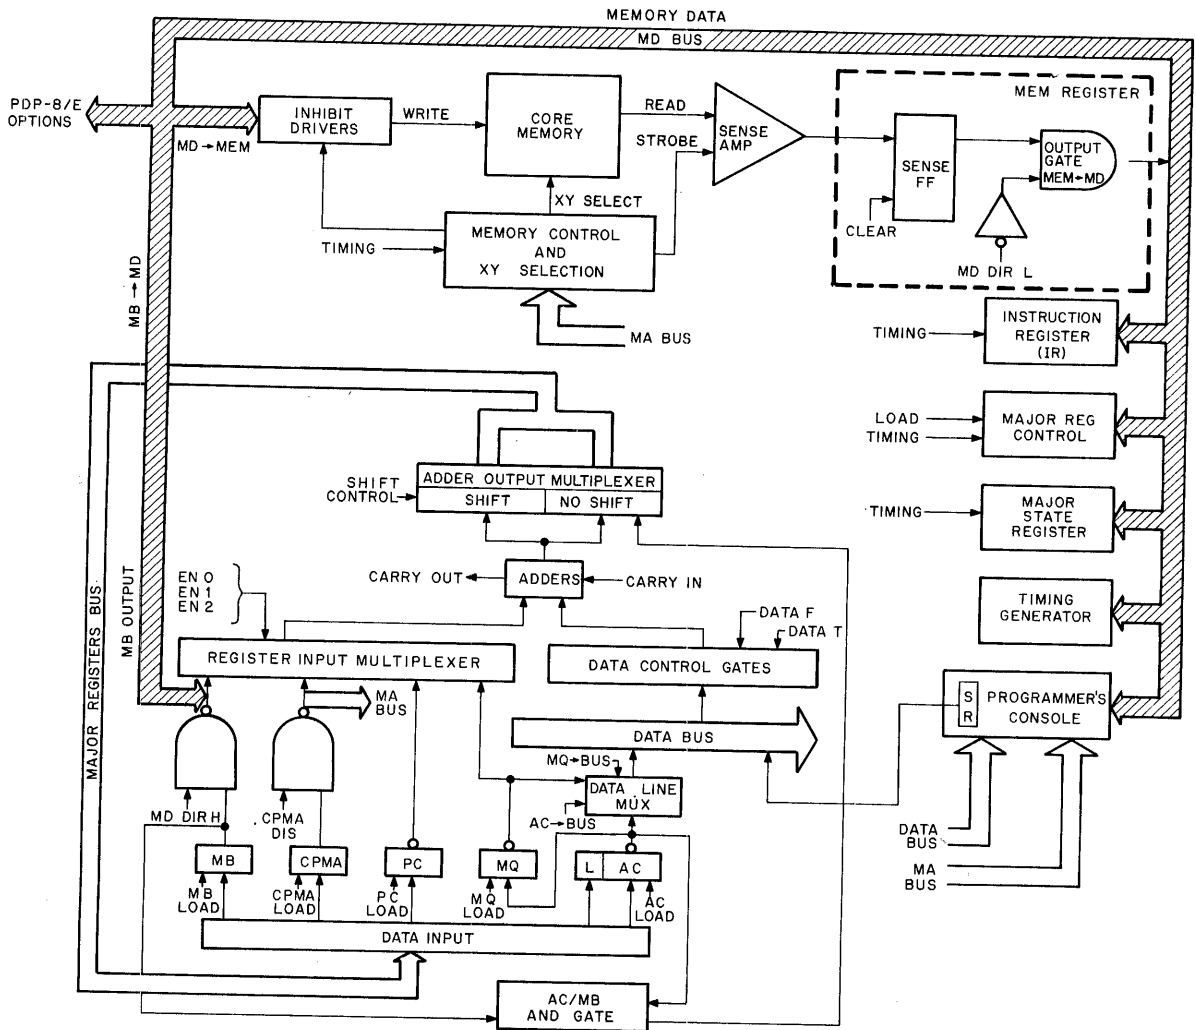 MEMORY DATA
MD BUS
PDP-8/E
OPTIONS
MD→MEM
INHIBIT
DRIVERS
WRITE
CORE
MEMORY
READ
STROBE
SENSE
AMP
MEM REGISTER
SENSE
FF
OUTPUT
GATE
MEM→MD
CLEAR
MD DIR L
XY SELECT
TIMING
MEMORY CONTROL
AND
XY SELECTION
MA BUS
MB→MD
TIMING
INSTRUCTION
REGISTER
(IR)
LOAD
TIMING
MAJOR REG
CONTROL
TIMING
MAJOR
STATE
REGISTER
TIMING
GENERATOR
S
R
PROGRAMMER'S
CONSOLE
DATA
BUS
MA
BUS
SHIFT
CONTROL
ADDER OUTPUT MULTIPLEXER
SHIFT
NO SHIFT
CARRY OUT
ADDERS
CARRY IN
EN 0
EN 1
EN 2
DATA F
DATA T
MB OUTPUT
MAJOR REGISTERS BUS
REGISTER INPUT MULTIPLEXER
DATA CONTROL GATES
MA
BUS
DATA BUS
MQ→BUS
DATA LINE
MUX
AC→BUS
MD DIR H
CPMA
DIS
MB
CPMA
PC
MQ
L
AC
MB
LOAD
CPMA
LOAD
PC
LOAD
MQ
LOAD
AC
LOAD
DATA INPUT
AC/MB
AND GATE